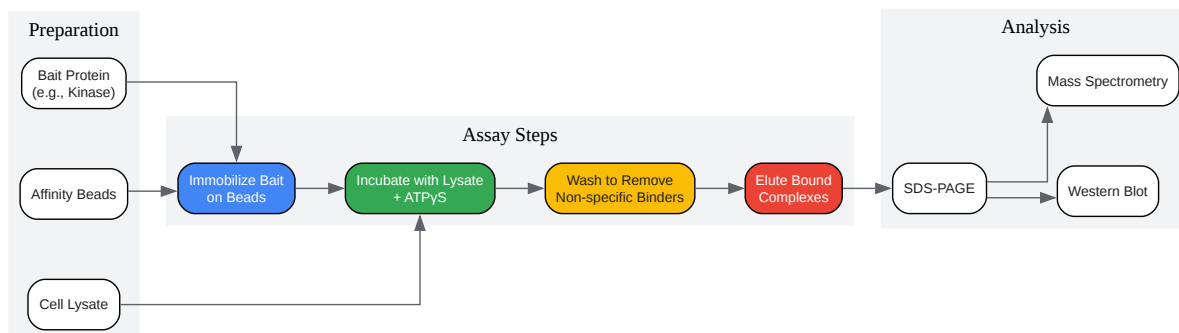 Preparation
Bait Protein
(e.g., Kinase)
Affinity Beads
Cell Lysate
Assay Steps
Immobilize Bait
on Beads
Incubate with Lysate
+ ATPγS
Wash to Remove
Non-specific Binders
Elute Bound
Complexes
Analysis
SDS-PAGE
Mass Spectrometry
Western Blot